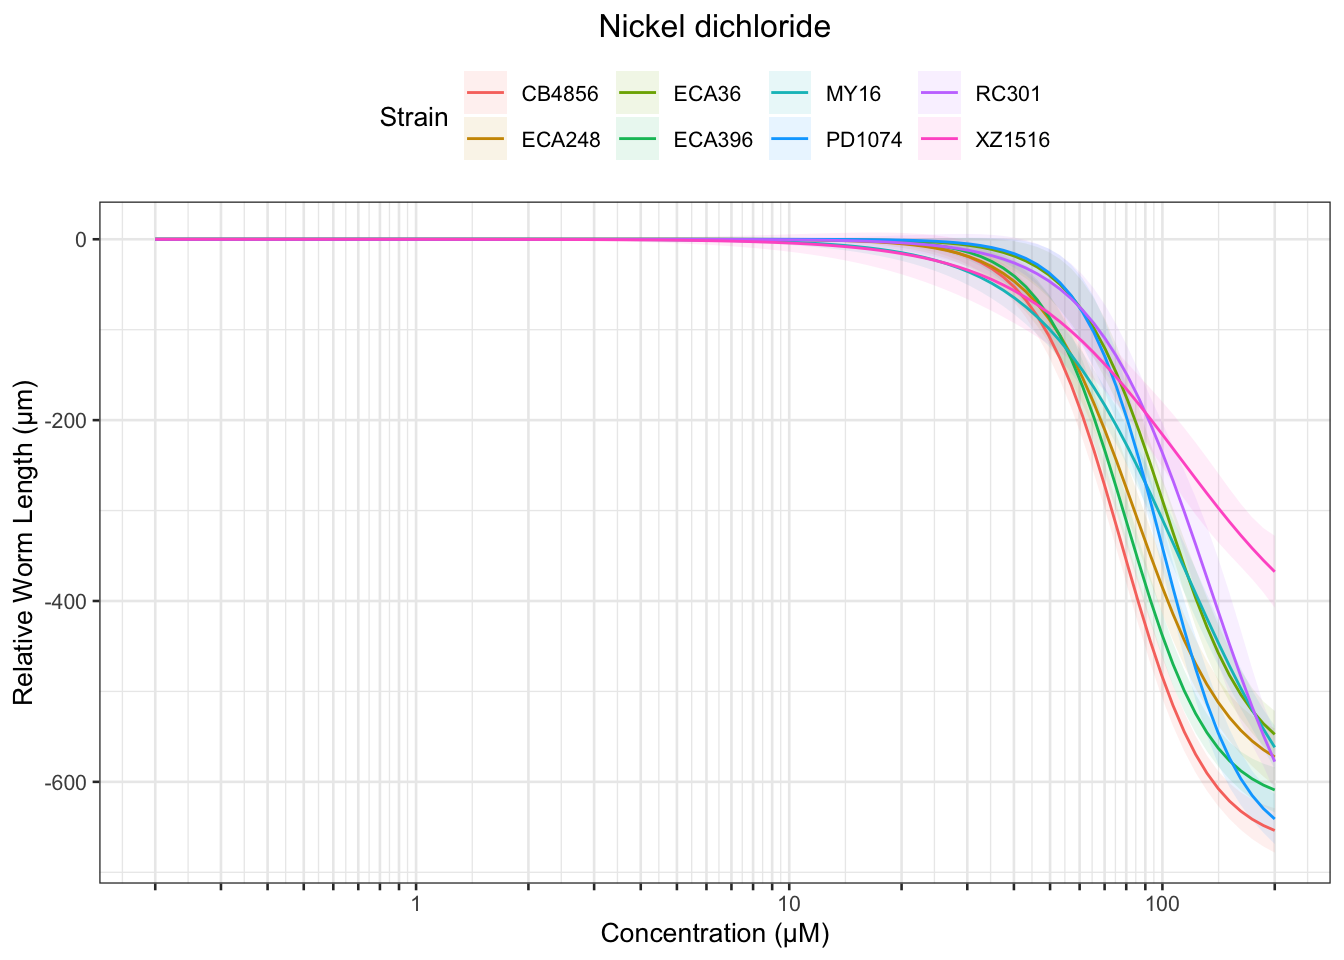 Nickel dichloride
Strain
CB4856 ECA36 MY16 RC301
ECA248 ECA396 PD1074 XZ1516
Relative Worm Length (µm)
0
-200
-400
-600
1 10 100
Concentration (µM)